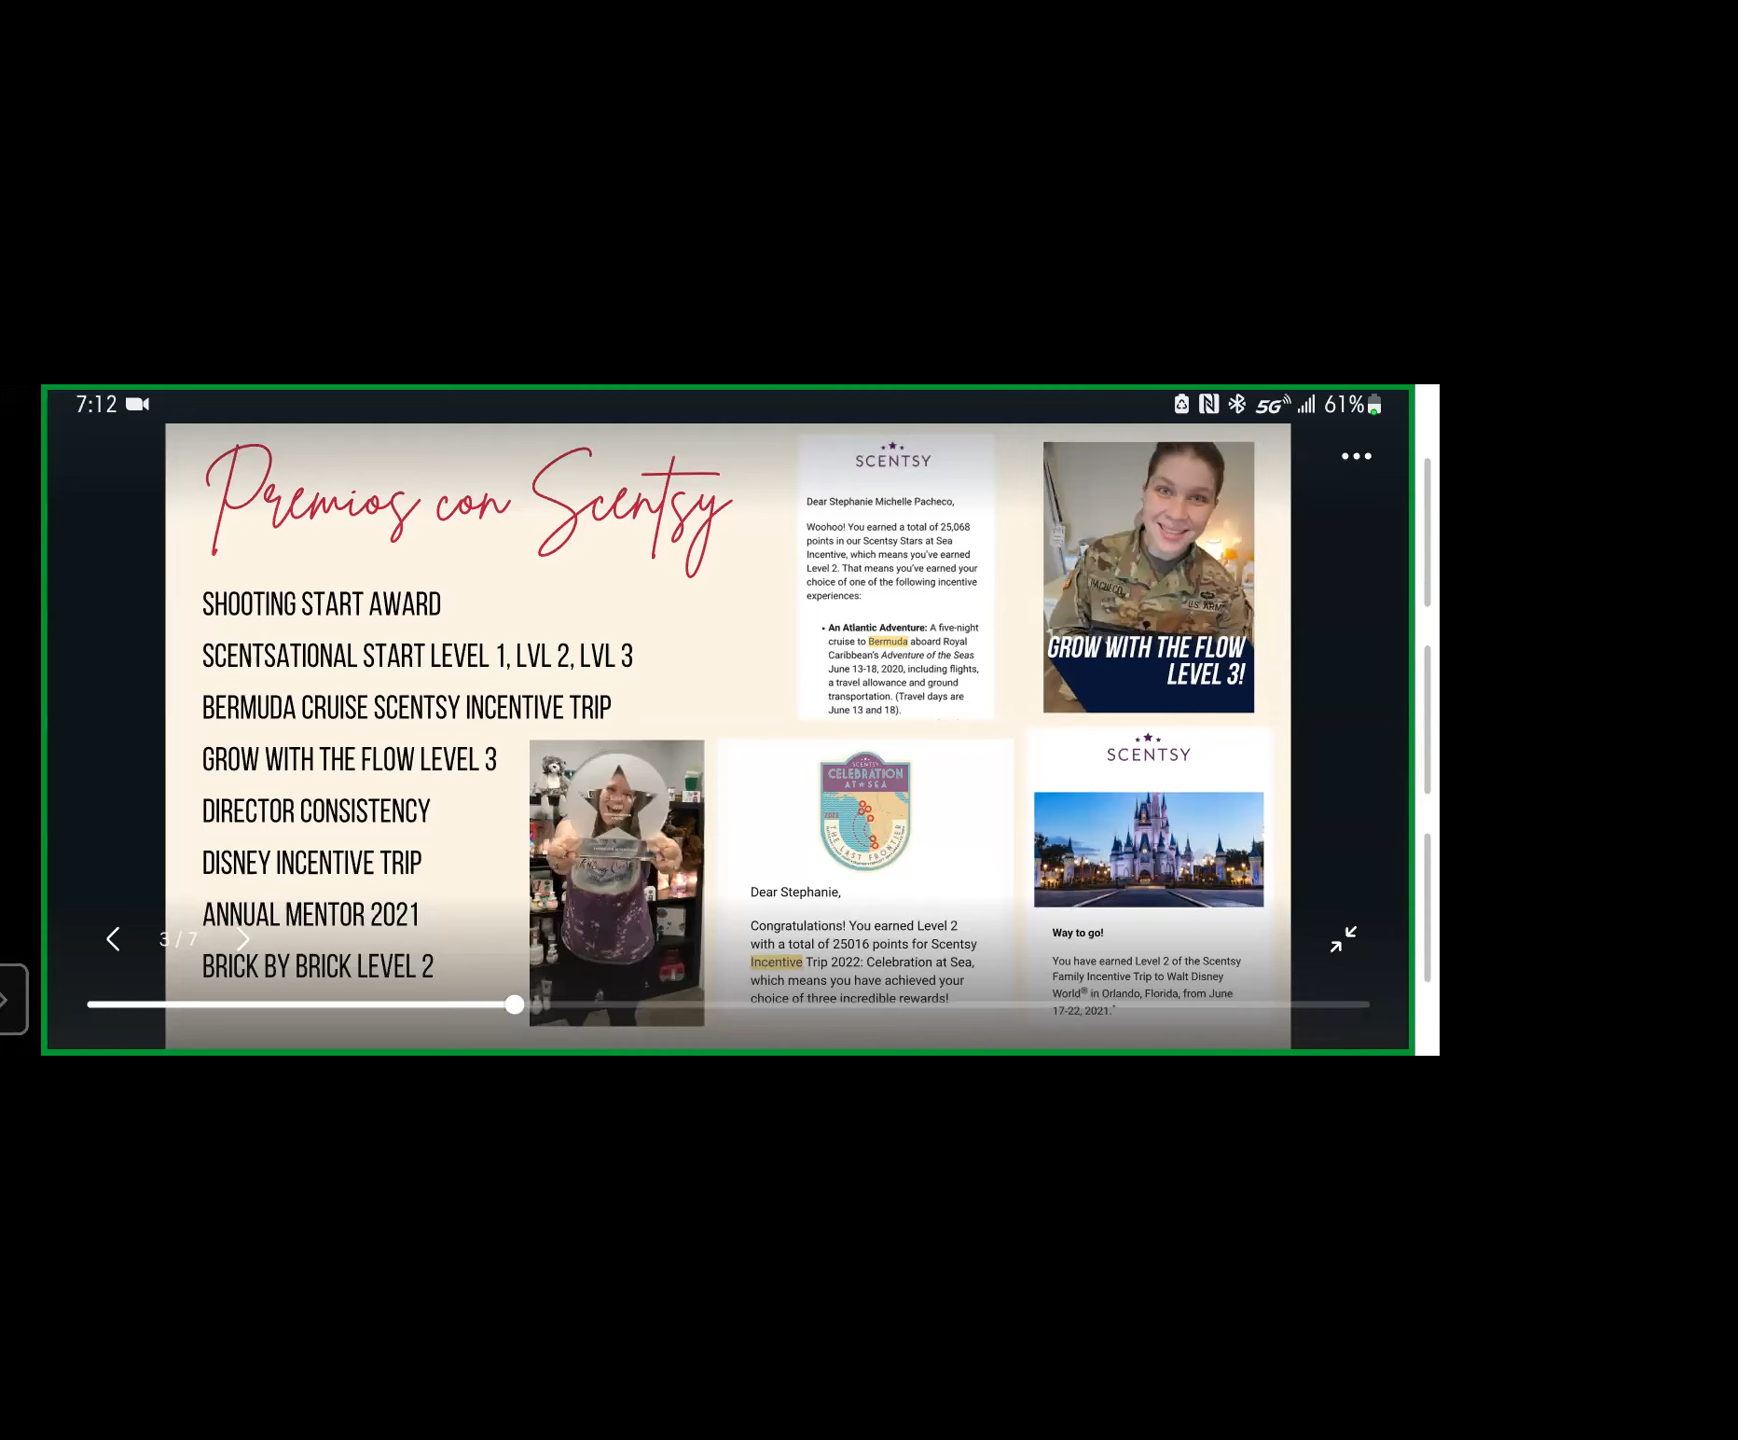 7:12
5G 61%
Premios con Scentsy
SHOOTING START AWARD
SCENTSATIONAL START LEVEL 1, LVL 2, LVL 3
BERMUDA CRUISE SCENTSY INCENTIVE TRIP
GROW WITH THE FLOW LEVEL 3
DIRECTOR CONSISTENCY
DISNEY INCENTIVE TRIP
ANNUAL MENTOR 2021
BRICK BY BRICK LEVEL 2
3 / 7
SCENTSY
Dear Stephanie Michelle Pacheco,
Woohoo! You earned a total of 25,068
points in our Scentsy Stars at Sea
Incentive, which means you've earned
Level 2. That means you've earned your
choice of one of the following incentive
experiences:
• An Atlantic Adventure: A five-night
cruise to Bermuda aboard Royal
Caribbean's Adventure of the Seas
June 13-18, 2020, including flights,
a travel allowance and ground
transportation. (Travel days are
June 13 and 18).
PACHECO
U.S. ARMY
GROW WITH THE FLOW
LEVEL 3!
SCENTSY
CELEBRATION
AT★SEA
THE LAST FRONTIER
Dear Stephanie,
Congratulations! You earned Level 2
with a total of 25016 points for Scentsy
Incentive Trip 2022: Celebration at Sea,
which means you have achieved your
choice of three incredible rewards!
SCENTSY
Way to go!
You have earned Level 2 of the Scentsy
Family Incentive Trip to Walt Disney
World® in Orlando, Florida, from June
17-22, 2021.*